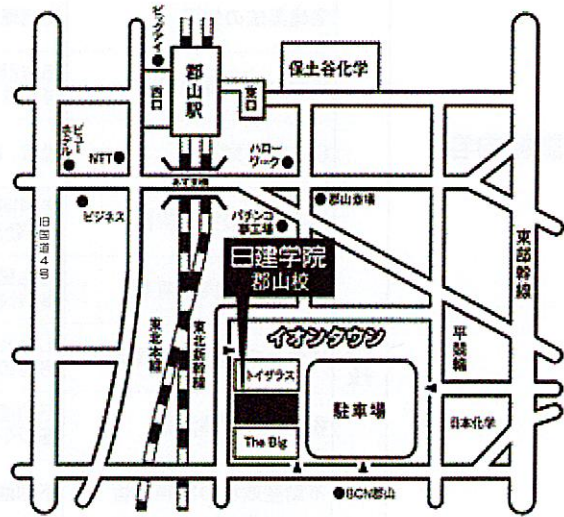 ビッグアイ
郡山駅
西口
東口
保土谷化学
ビューホテル
NTT
ハローワーク
あさか橋
ビジネス
郡山斎場
パチンコ
夢工場
旧国道4号
東部幹線
日建学院
郡山校
東北本線
東北新幹線
イオンタウン
平競輪
トイザラス
駐車場
日本化学
The Big
BCN郡山